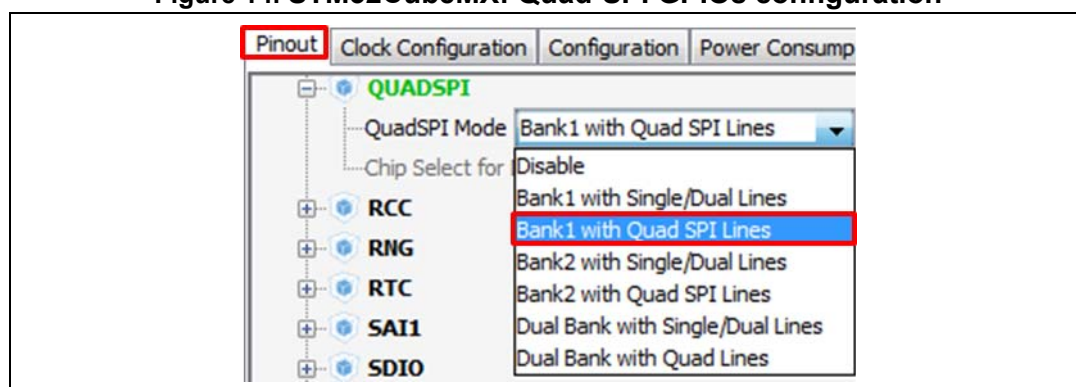 Pinout Clock Configuration Configuration Power Consump
QUADSPI
QuadSPI Mode Bank1 with Quad SPI Lines
Chip Select for Disable
Bank1 with Single/Dual Lines
RCC
Bank1 with Quad SPI Lines
RNG
Bank2 with Single/Dual Lines
RTC
Bank2 with Quad SPI Lines
SAI1
Dual Bank with Single/Dual Lines
SDIO
Dual Bank with Quad Lines